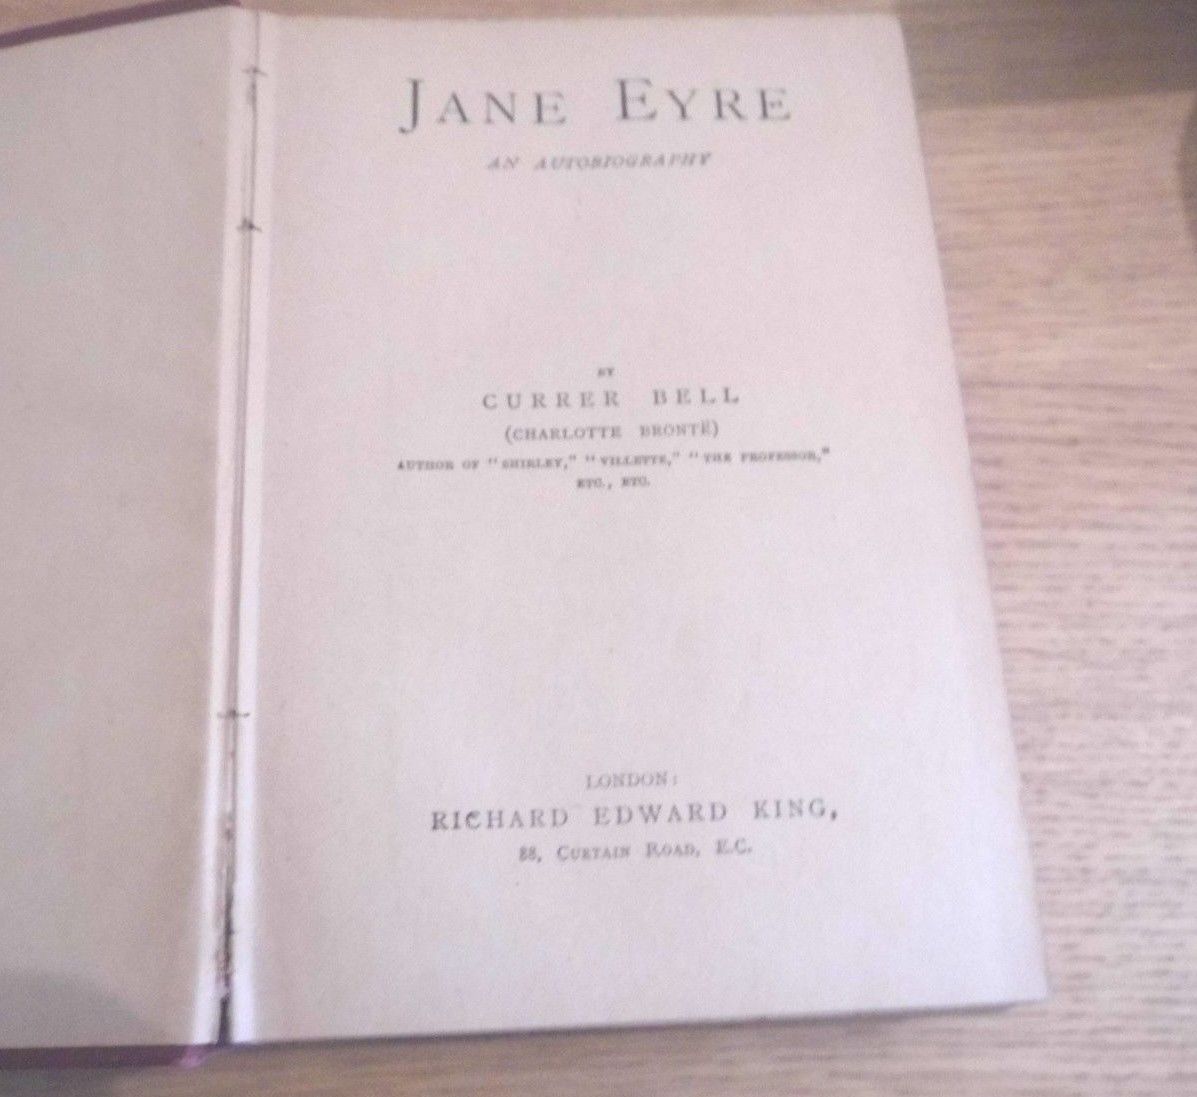 JANE EYRE
AN AUTOBIOGRAPHY
BY
CURRER BELL
(CHARLOTTE BRONTË)
AUTHOR OF "SHIRLEY," "VILLETTE," "THE PROFESSOR,"
ETC., ETC.
LONDON:
RICHARD EDWARD KING,
88, CURTAIN ROAD, E.C.